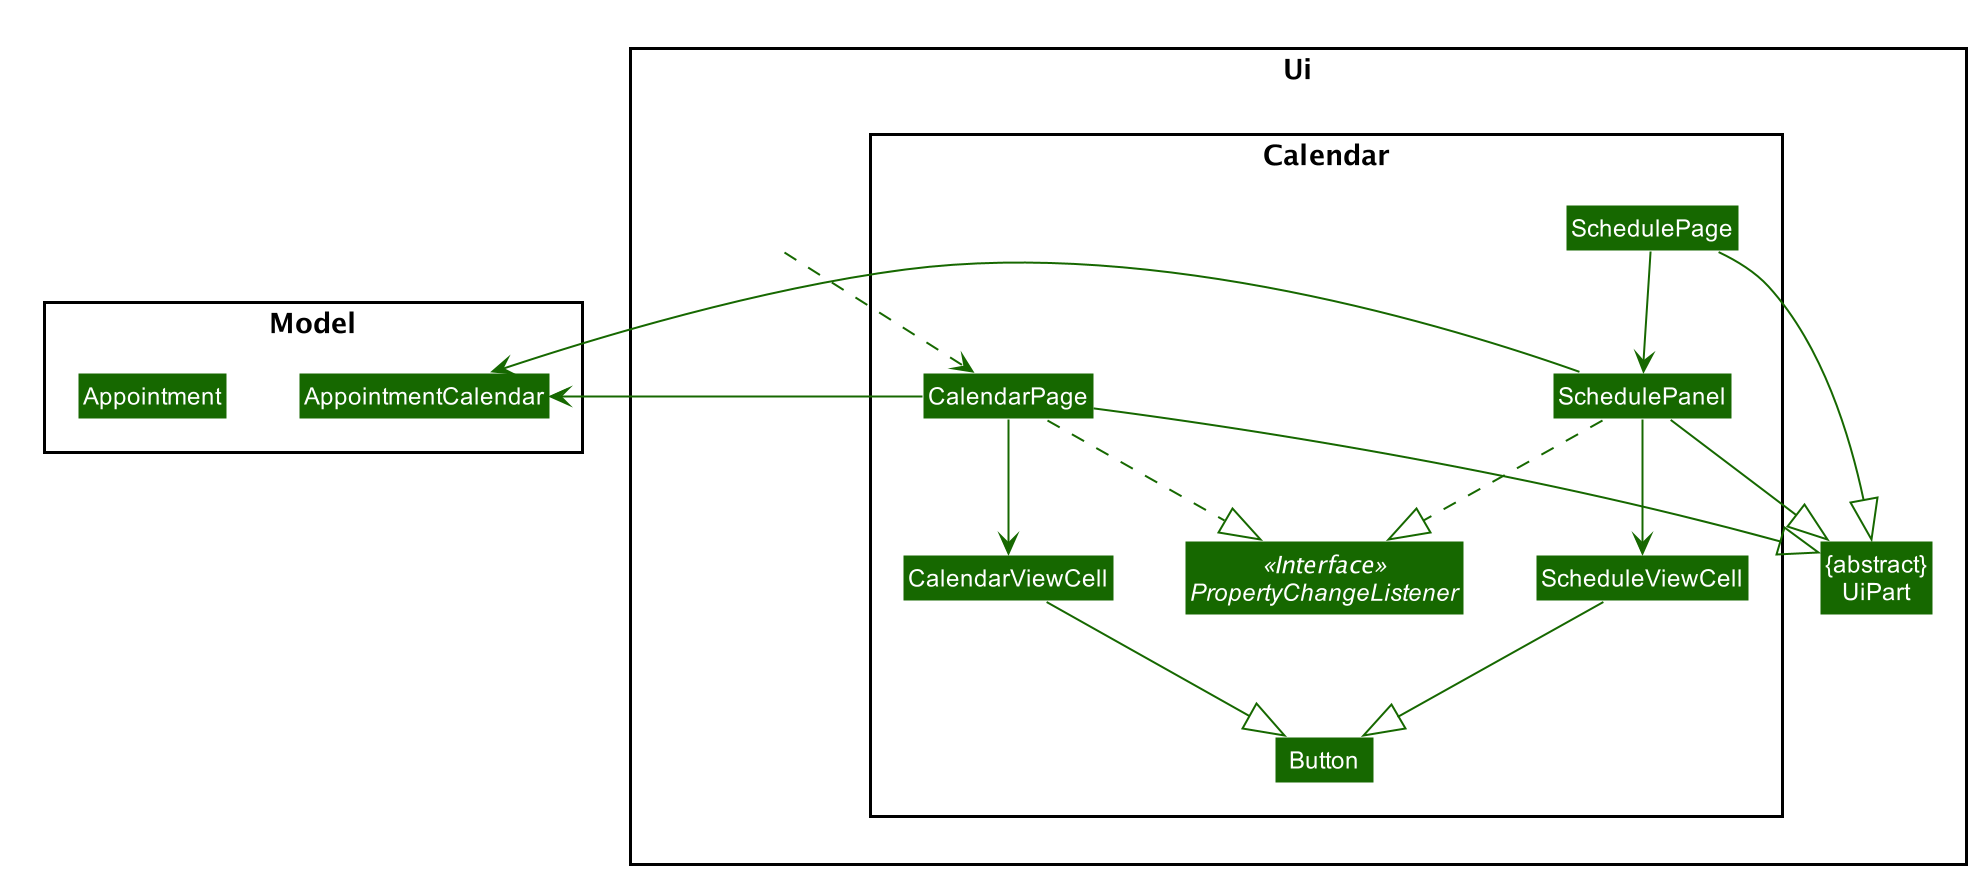 Ui
Calendar
SchedulePage
Model
Appointment
AppointmentCalendar
CalendarPage
SchedulePanel
CalendarViewCell
«Interface»
PropertyChangeListener
ScheduleViewCell
{abstract}
UiPart
Button